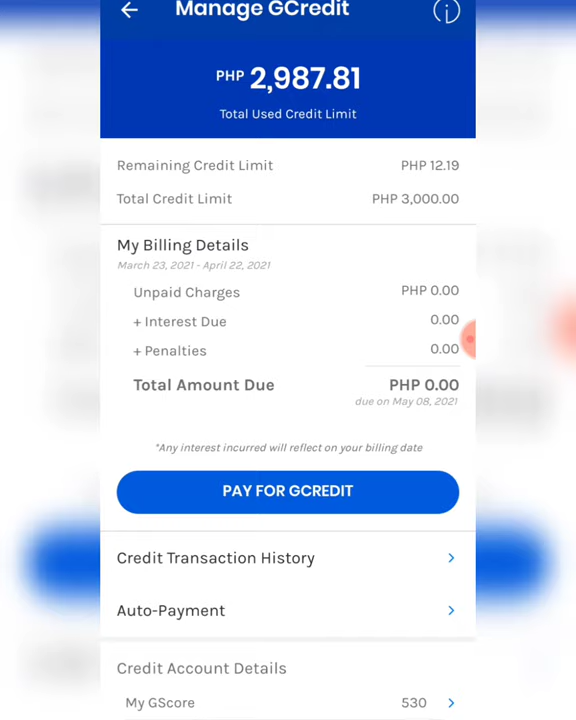 Manage GCredit
PHP 2,987.81
Total Used Credit Limit
Remaining Credit Limit PHP 12.19
Total Credit Limit PHP 3,000.00
My Billing Details
March 23, 2021 - April 22, 2021
Unpaid Charges PHP 0.00
+ Interest Due 0.00
+ Penalties 0.00
Total Amount Due PHP 0.00
due on May 08, 2021
*Any interest incurred will reflect on your billing date
PAY FOR GCREDIT
Credit Transaction History
Auto-Payment
Credit Account Details
My GScore 530